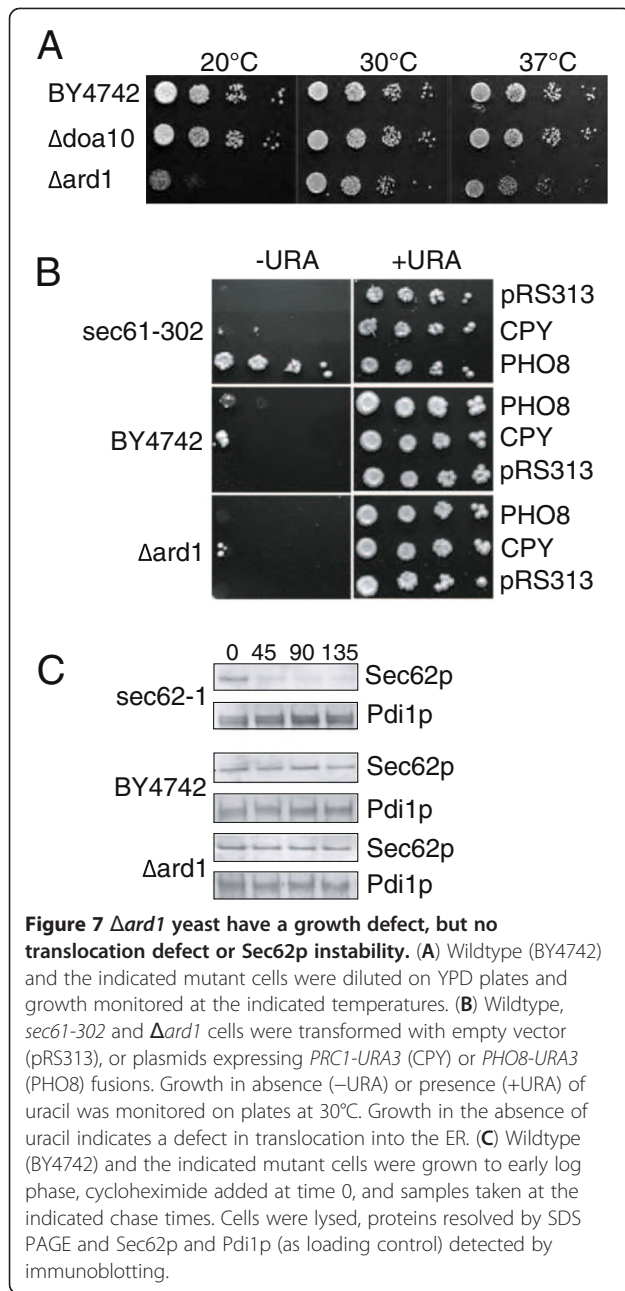 A
20°C 30°C 37°C
BY4742
Δdoa10
Δard1
B
-URA +URA
sec61-302
pRS313
CPY
PHO8
BY4742
PHO8
CPY
pRS313
Δard1
PHO8
CPY
pRS313
C
0 45 90 135
sec62-1
Sec62p
Pdi1p
BY4742
Sec62p
Pdi1p
Δard1
Sec62p
Pdi1p
Figure 7 Δard1 yeast have a growth defect, but no
translocation defect or Sec62p instability. (A) Wildtype (BY4742)
and the indicated mutant cells were diluted on YPD plates and
growth monitored at the indicated temperatures. (B) Wildtype,
sec61-302 and Δard1 cells were transformed with empty vector
(pRS313), or plasmids expressing PRC1-URA3 (CPY) or PHO8-URA3
(PHO8) fusions. Growth in absence (–URA) or presence (+URA) of
uracil was monitored on plates at 30°C. Growth in the absence of
uracil indicates a defect in translocation into the ER. (C) Wildtype
(BY4742) and the indicated mutant cells were grown to early log
phase, cycloheximide added at time 0, and samples taken at the
indicated chase times. Cells were lysed, proteins resolved by SDS
PAGE and Sec62p and Pdi1p (as loading control) detected by
immunoblotting.